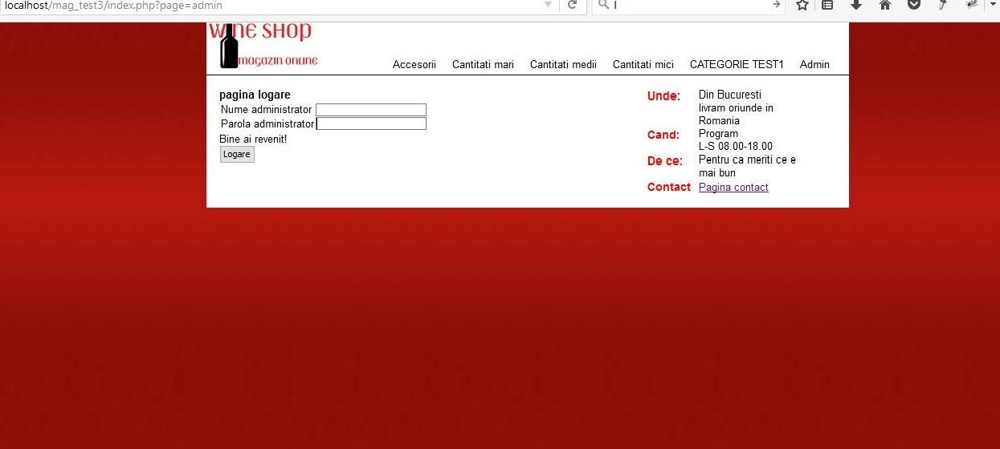 localhost/mag_test3/index.php?page=admin
WINE SHOP
magazin online
Accesorii Cantitati mari Cantitati medii Cantitati mici CATEGORIE TEST1 Admin
pagina logare
Nume administrator
Parola administrator
Bine ai revenit!
Logare
Unde: Din Bucuresti
livram oriunde in
Romania
Cand: Program
L-S 08.00-18.00
De ce: Pentru ca meriti ce e
mai bun
Contact Pagina contact